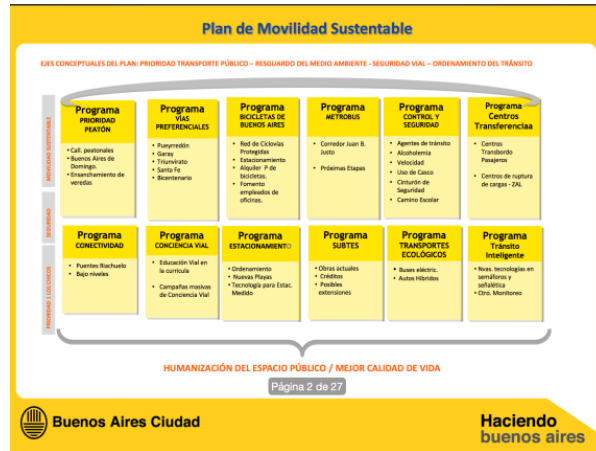 Plan de Movilidad Sustentable
EJES CONCEPTUALES DEL PLAN: PRIORIDAD TRANSPORTE PÚBLICO – RESGUARDO DEL MEDIO AMBIENTE - SEGURIDAD VIAL – ORDENAMIENTO DEL TRÁNSITO
MOVILIDAD SUSTENTABLE
Programa
PRIORIDAD
PEATÓN
• Call. peatonales
• Buenos Aires de
Domingo.
• Ensanchamiento de
veredas
Programa
VÍAS
PREFERENCIALES
• Pueyrredón
• Garay
• Triunvirato
• Santa Fe
• Bicentenario
Programa
BICICLETAS DE
BUENOS AIRES
• Red de Ciclovías
Protegidas
• Estacionamiento
• Alquiler P de
bicicletas.
• Fomento
empleados de
oficinas.
Programa
METROBUS
• Corredor Juan B.
Justo
• Próximas Etapas
Programa
CONTROL Y
SEGURIDAD
• Agentes de tránsito
• Alcoholemia
• Velocidad
• Uso de Casco
• Cinturón de
Seguridad
• Camino Escolar
Programa
Centros
Transferenciaa
• Centros
Transbordo
Pasajeros
• Centros de ruptura
de cargas - ZAL
SEGURIDAD
PRIORIDAD 1 LOS CHICOS
Programa
CONECTIVIDAD
• Puentes Riachuelo
• Bajo niveles
Programa
CONCIENCIA VIAL
• Educación Vial en
la currícula
• Campañas masivas
de Conciencia Vial
Programa
ESTACIONAMIENTO
• Ordenamiento
• Nuevas Playas
• Tecnología para Estac.
Medido
Programa
SUBTES
• Obras actuales
• Créditos
• Posibles
extensiones
Programa
TRANSPORTES
ECOLÓGICOS
• Buses eléctric.
• Autos Híbridos
Programa
Tránsito
Inteligente
• Nvas. tecnologías en
semáforos y
señalética
• Ctro. Monitoreo
HUMANIZACIÓN DEL ESPACIO PÚBLICO / MEJOR CALIDAD DE VIDA
Página 2 de 27
Buenos Aires Ciudad
Haciendo
buenos aires